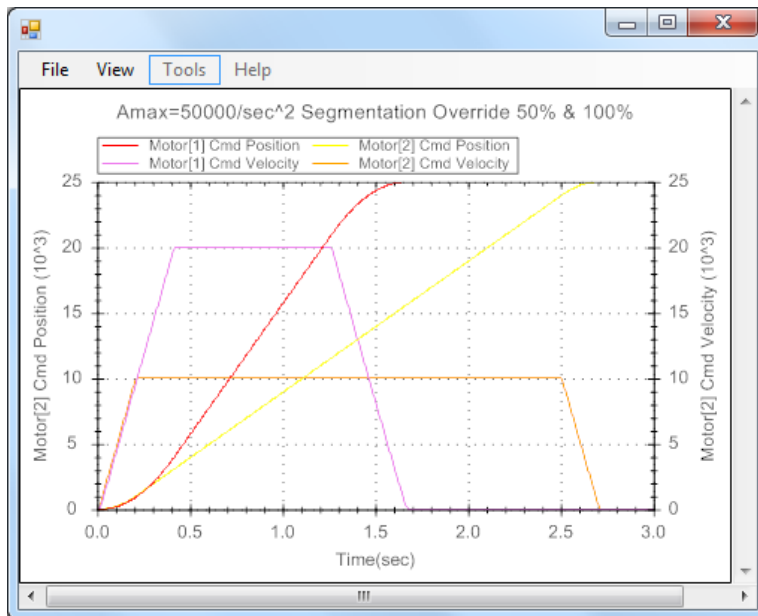 File View Tools Help
Amax=50000/sec^2 Segmentation Override 50% & 100%
Motor[1] Cmd Position Motor[2] Cmd Position
Motor[1] Cmd Velocity Motor[2] Cmd Velocity
25 25
20 20
15 15
10 10
5 5
0 0
Motor[2] Cmd Position (10^3)
Motor[2] Cmd Velocity (10^3)
0.0 0.5 1.0 1.5 2.0 2.5 3.0
Time(sec)